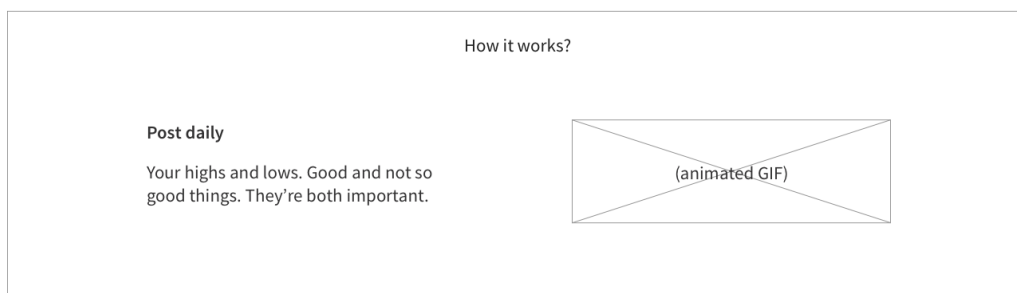 How it works?
Post daily
Your highs and lows. Good and not so
good things. They’re both important.
(animated GIF)